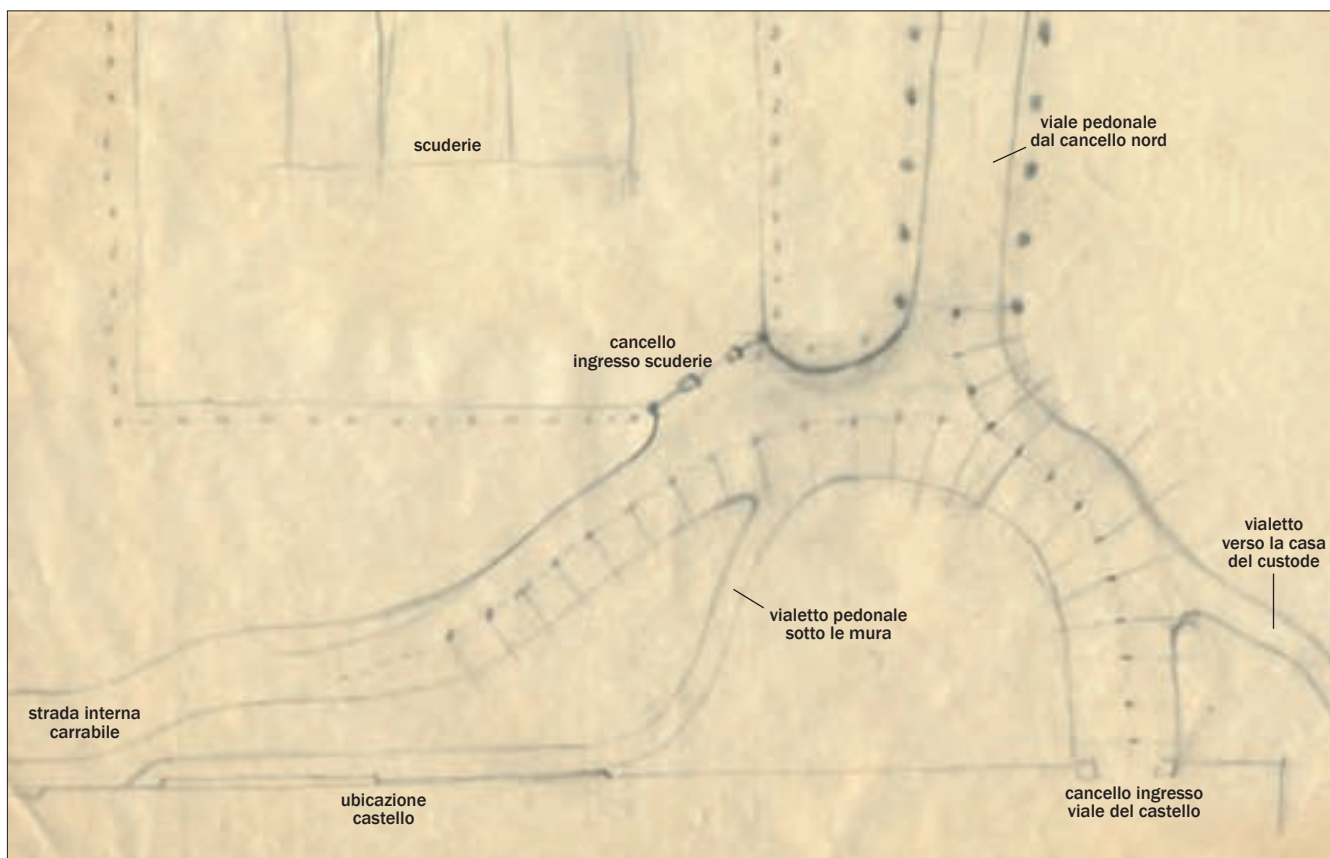 viale pedonale
dal cancello nord
scuderie
cancello
ingresso scuderie
vialetto
verso la casa
del custode
vialetto pedonale
sotto le mura
strada interna
carrabile
ubicazione
castello
cancello ingresso
viale del castello